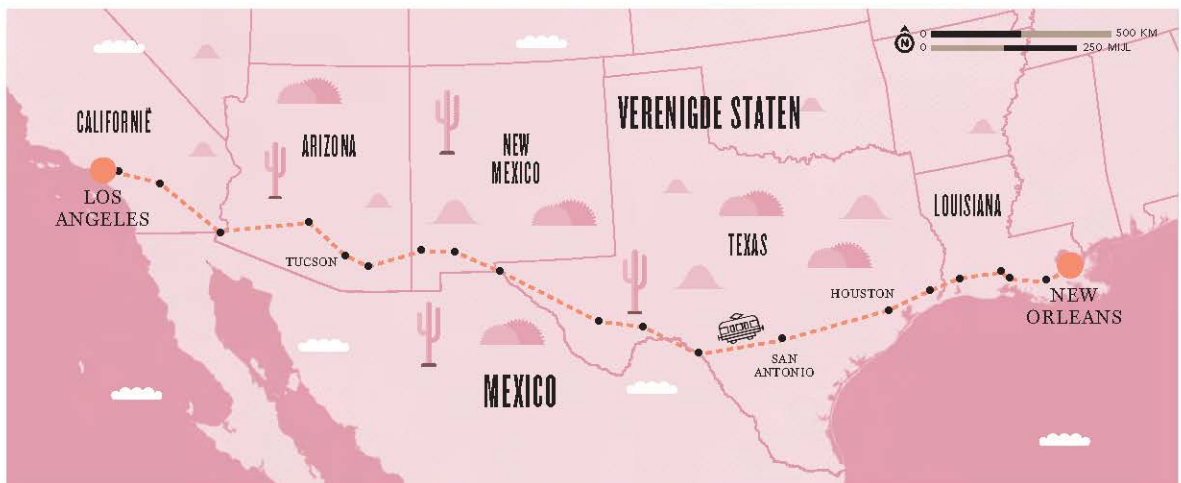 0 500 KM
N
0 250 MIJL
CALIFORNIË
ARIZONA
NEW
MEXICO
VERENIGDE STATEN
LOS
ANGELES
TUCSON
TEXAS
LOUISIANA
HOUSTON
NEW
ORLEANS
SAN
ANTONIO
MEXICO